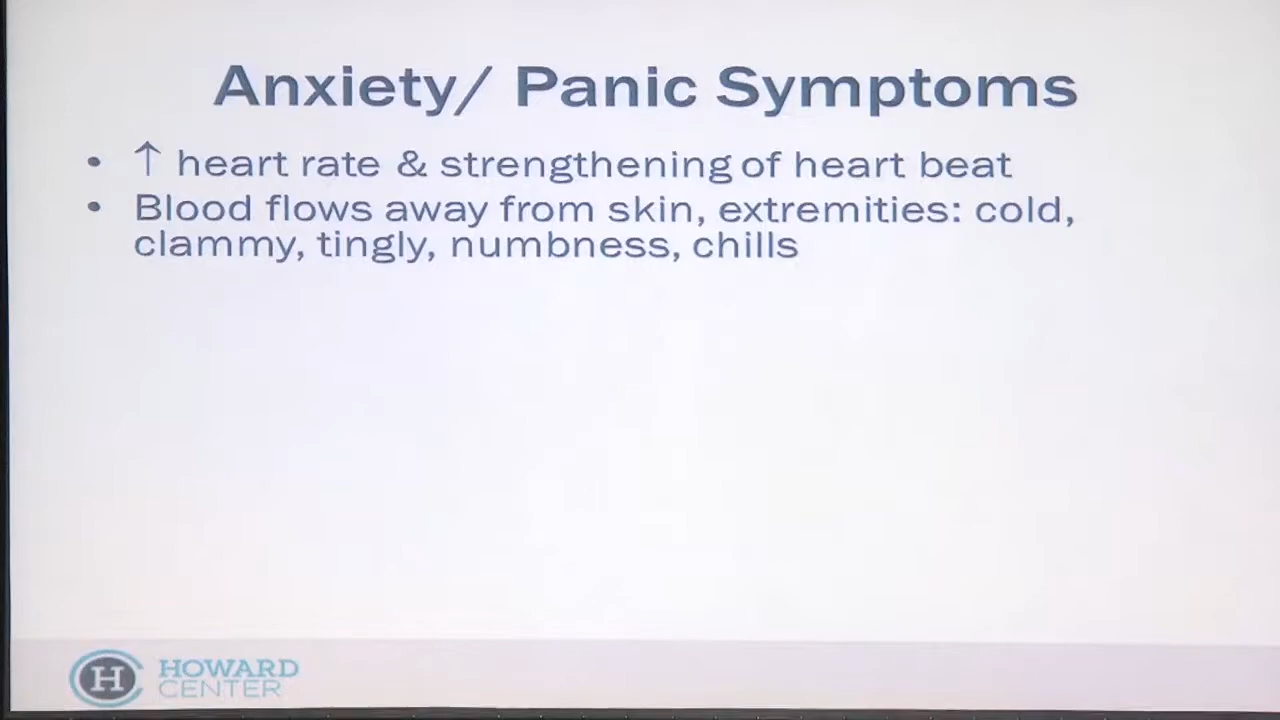 Anxiety/ Panic Symptoms
• ↑ heart rate & strengthening of heart beat
• Blood flows away from skin, extremities: cold,
clammy, tingly, numbness, chills
H HOWARD
CENTER